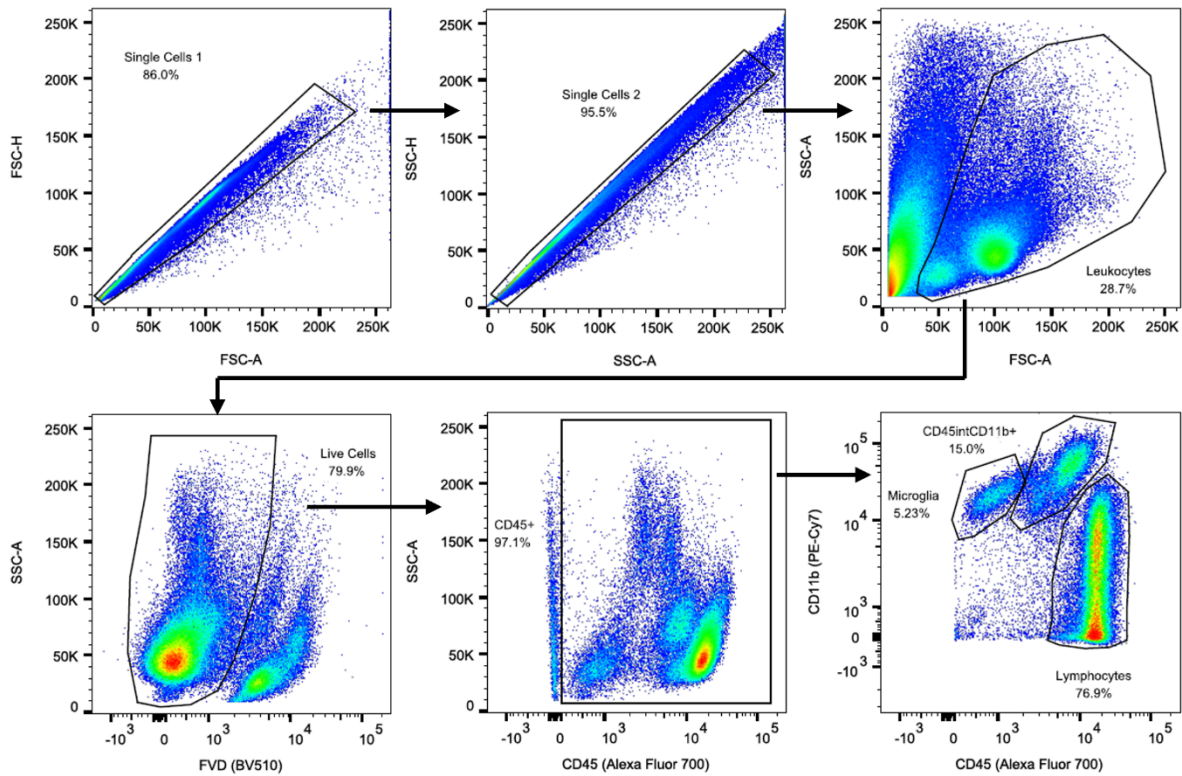 250K
200K
150K
100K
50K
0
FSC-H
Single Cells 1
86.0%
0 50K 100K 150K 200K 250K
FSC-A
250K
200K
150K
100K
50K
0
SSC-H
Single Cells 2
95.5%
0 50K 100K 150K 200K 250K
SSC-A
250K
200K
150K
100K
50K
0
SSC-A
Leukocytes
28.7%
0 50K 100K 150K 200K 250K
FSC-A
250K
200K
150K
100K
50K
0
SSC-A
Live Cells
79.9%
-10³ 0 10³ 10⁴ 10⁵
FVD (BV510)
250K
200K
150K
100K
50K
0
SSC-A
CD45+
97.1%
-10³ 0 10³ 10⁴ 10⁵
CD45 (Alexa Fluor 700)
10⁵
10⁴
10³
0
-10³
CD11b (PE-Cy7)
CD45intCD11b+
15.0%
Microglia
5.23%
Lymphocytes
76.9%
-10³ 0 10³ 10⁴ 10⁵
CD45 (Alexa Fluor 700)